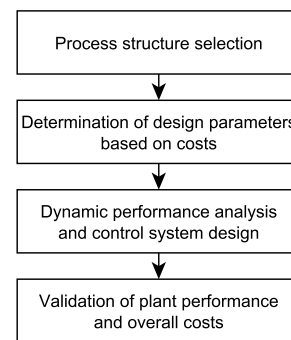 Process structure selection
Determination of design parameters
based on costs
Dynamic performance analysis
and control system design
Validation of plant performance
and overall costs